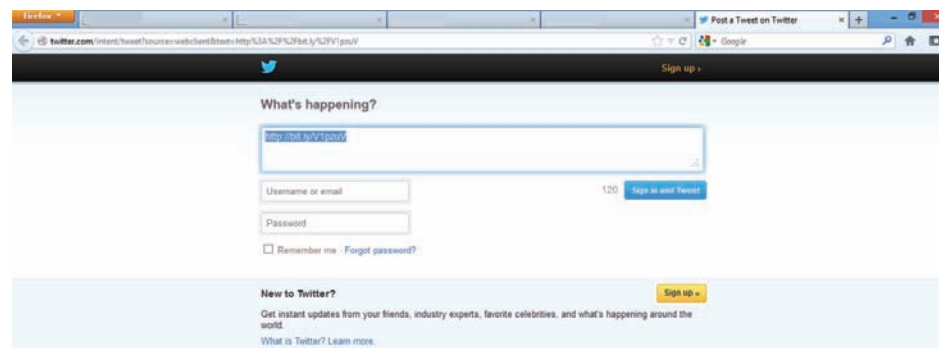 Firefox
Post a Tweet on Twitter
twitter.com/intent/tweet?source=webclient&text=http%3A%2F%2Fbit.ly%2FV1pzuV
Google
Sign up ›
What's happening?
http://bit.ly/V1pzuV
Username or email
120 Sign in and Tweet
Password
Remember me · Forgot password?
New to Twitter? Sign up »
Get instant updates from your friends, industry experts, favorite celebrities, and what's happening around the
world.
What is Twitter? Learn more.